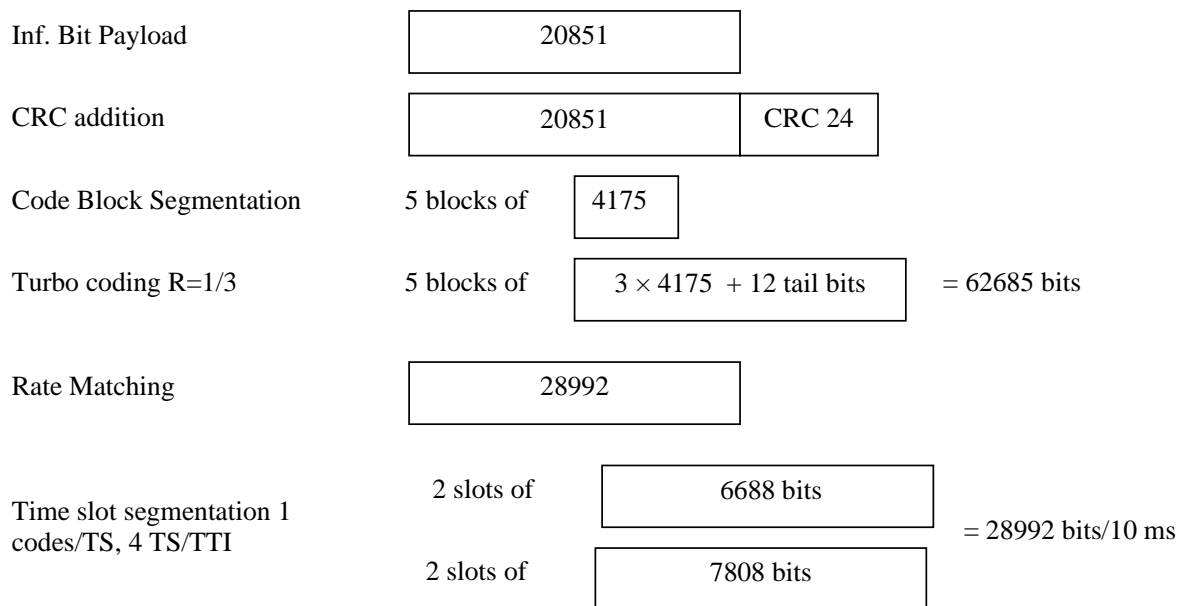 Inf. Bit Payload 20851
CRC addition 20851 CRC 24
Code Block Segmentation 5 blocks of 4175
Turbo coding R=1/3 5 blocks of 3 × 4175 + 12 tail bits = 62685 bits
Rate Matching 28992
2 slots of 6688 bits
Time slot segmentation 1
codes/TS, 4 TS/TTI
= 28992 bits/10 ms
2 slots of 7808 bits